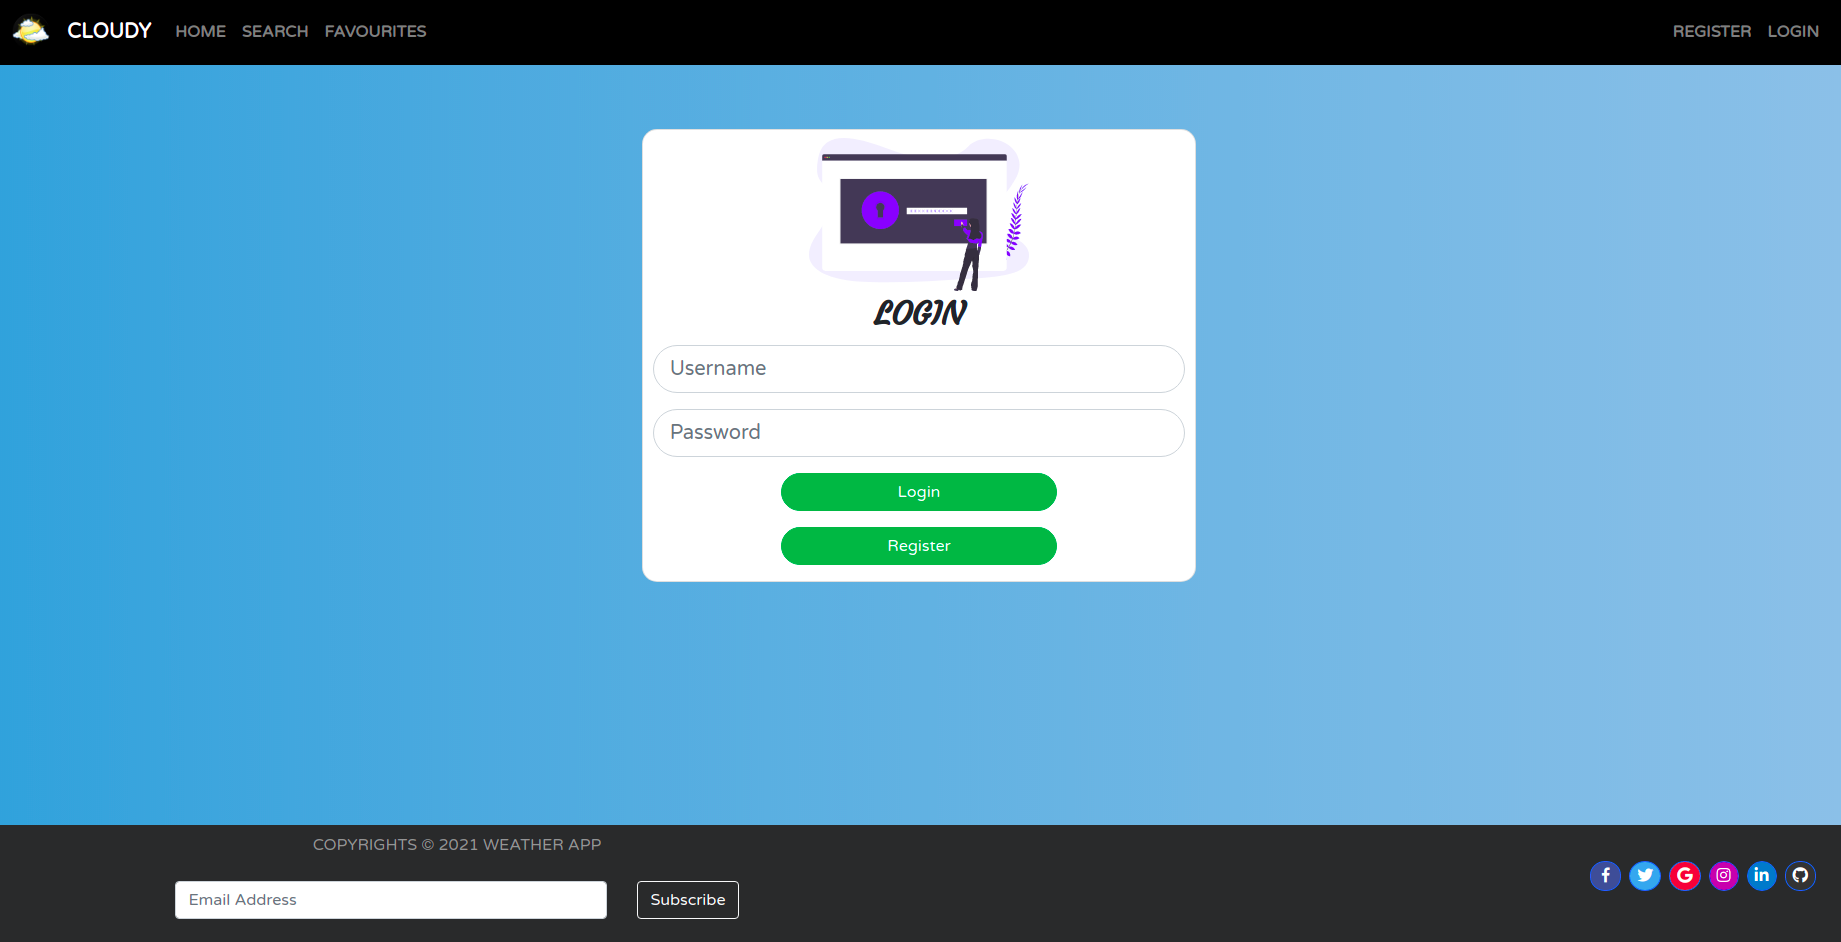 CLOUDY HOME SEARCH FAVOURITES REGISTER LOGIN
LOGIN
Username
Password
Login
Register
COPYRIGHTS © 2021 WEATHER APP
Email Address Subscribe